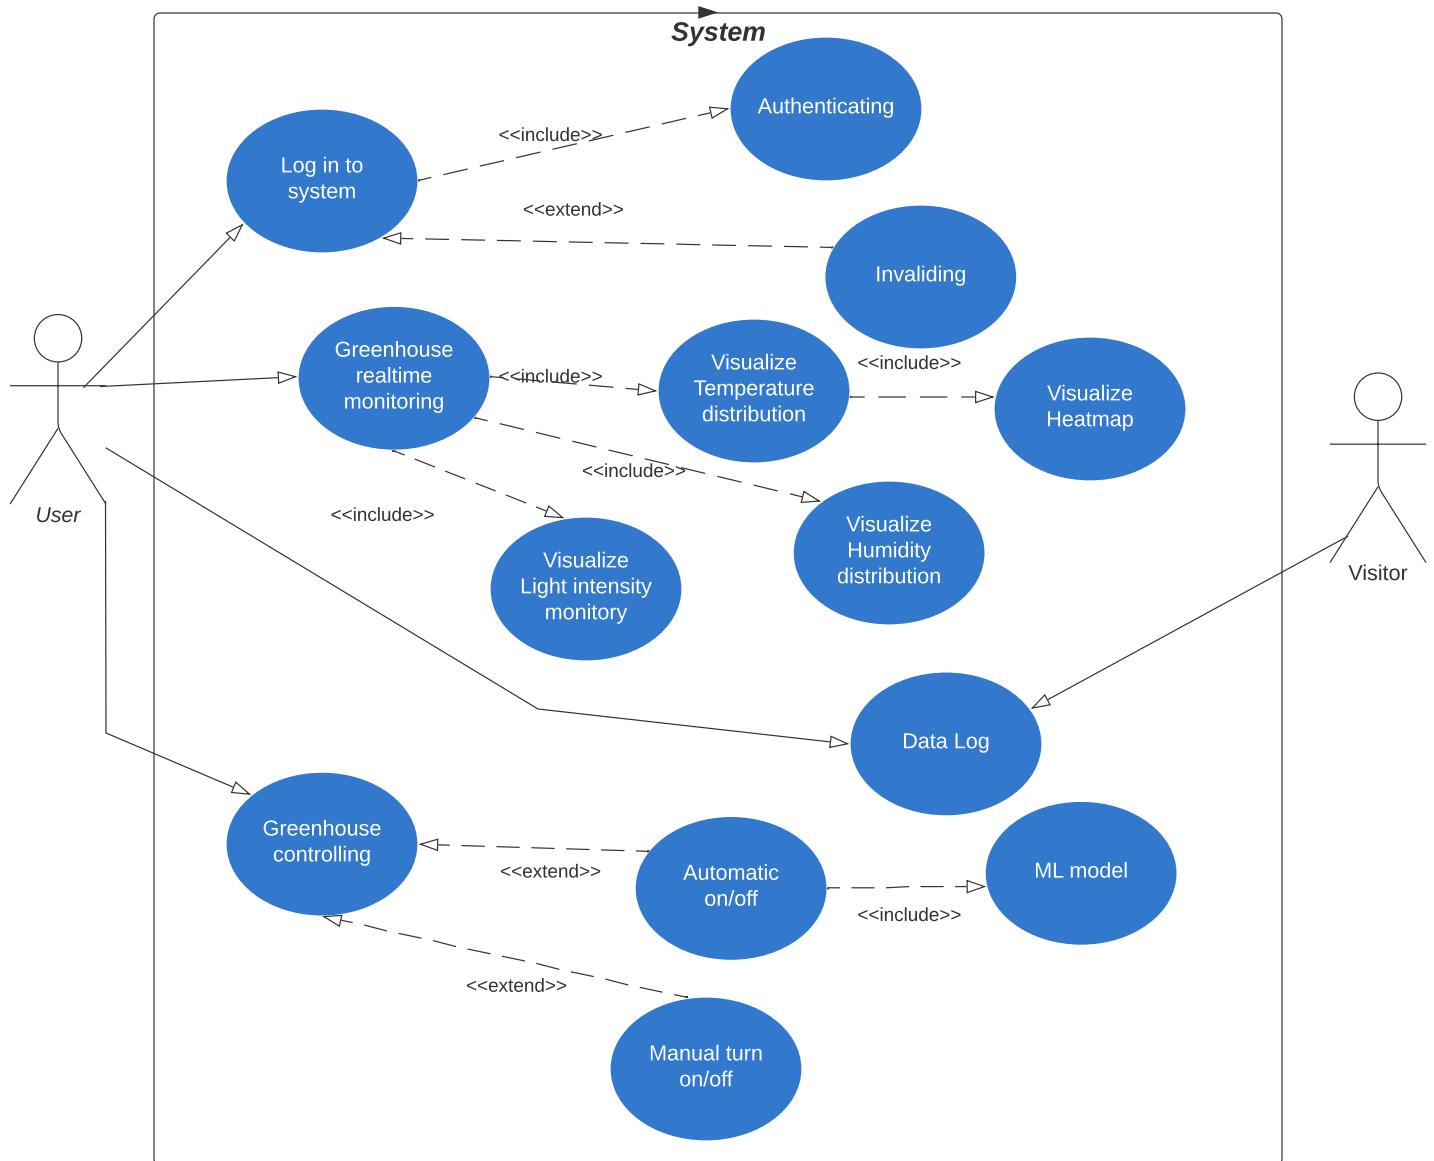 System
Authenticating
<<include>>
Log in to
system
<<extend>>
Invaliding
Greenhouse
realtime
monitoring
<<include>>
Visualize
Temperature
distribution
<<include>>
Visualize
Heatmap
<<include>>
<<include>>
User
Visualize
Humidity
distribution
Visualize
Light intensity
monitory
Visitor
Data Log
Greenhouse
controlling
<<extend>>
Automatic
on/off
<<include>>
ML model
<<extend>>
Manual turn
on/off